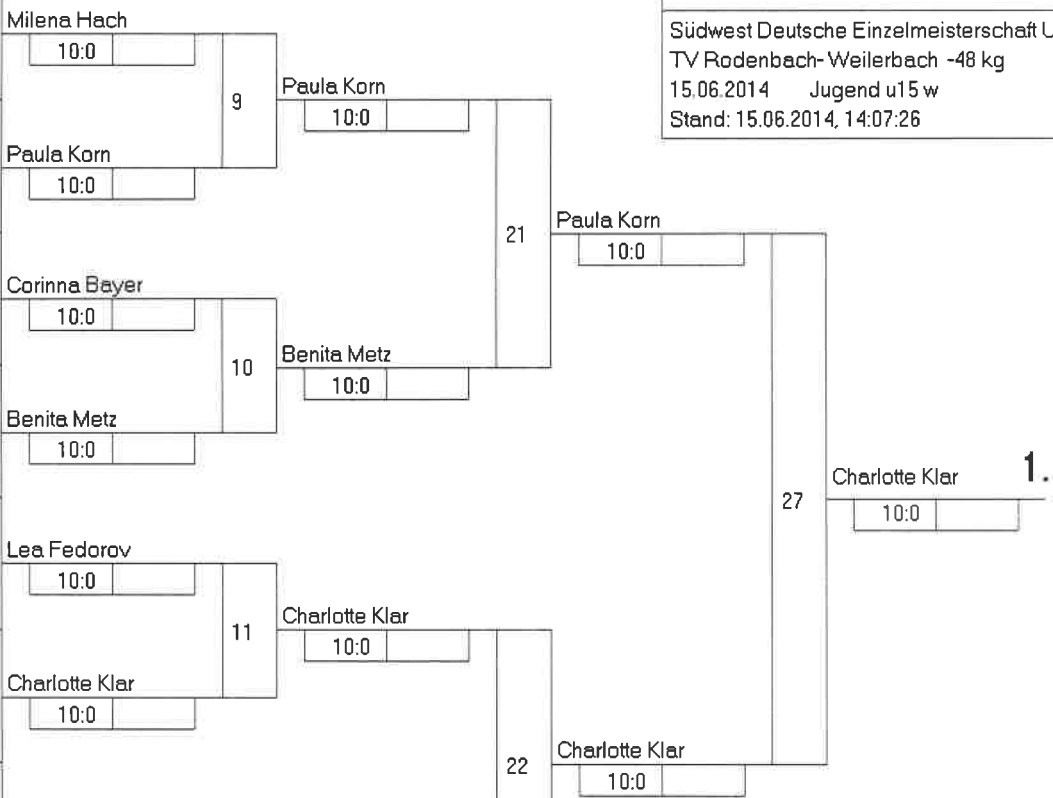 Milena Hach
10:0
9
Paula Korn
10:0
Paula Korn
10:0
Südwest Deutsche Einzelmeisterschaft U
TV Rodenbach-Weilerbach -48 kg
15.06.2014 Jugend u15 w
Stand: 15.06.2014, 14:07:26
21
Paula Korn
10:0
Corinna Bayer
10:0
10
Benita Metz
10:0
Benita Metz
10:0
27
Charlotte Klar
1.
10:0
Lea Fedorov
10:0
11
Charlotte Klar
10:0
Charlotte Klar
10:0
22
Charlotte Klar
10:0